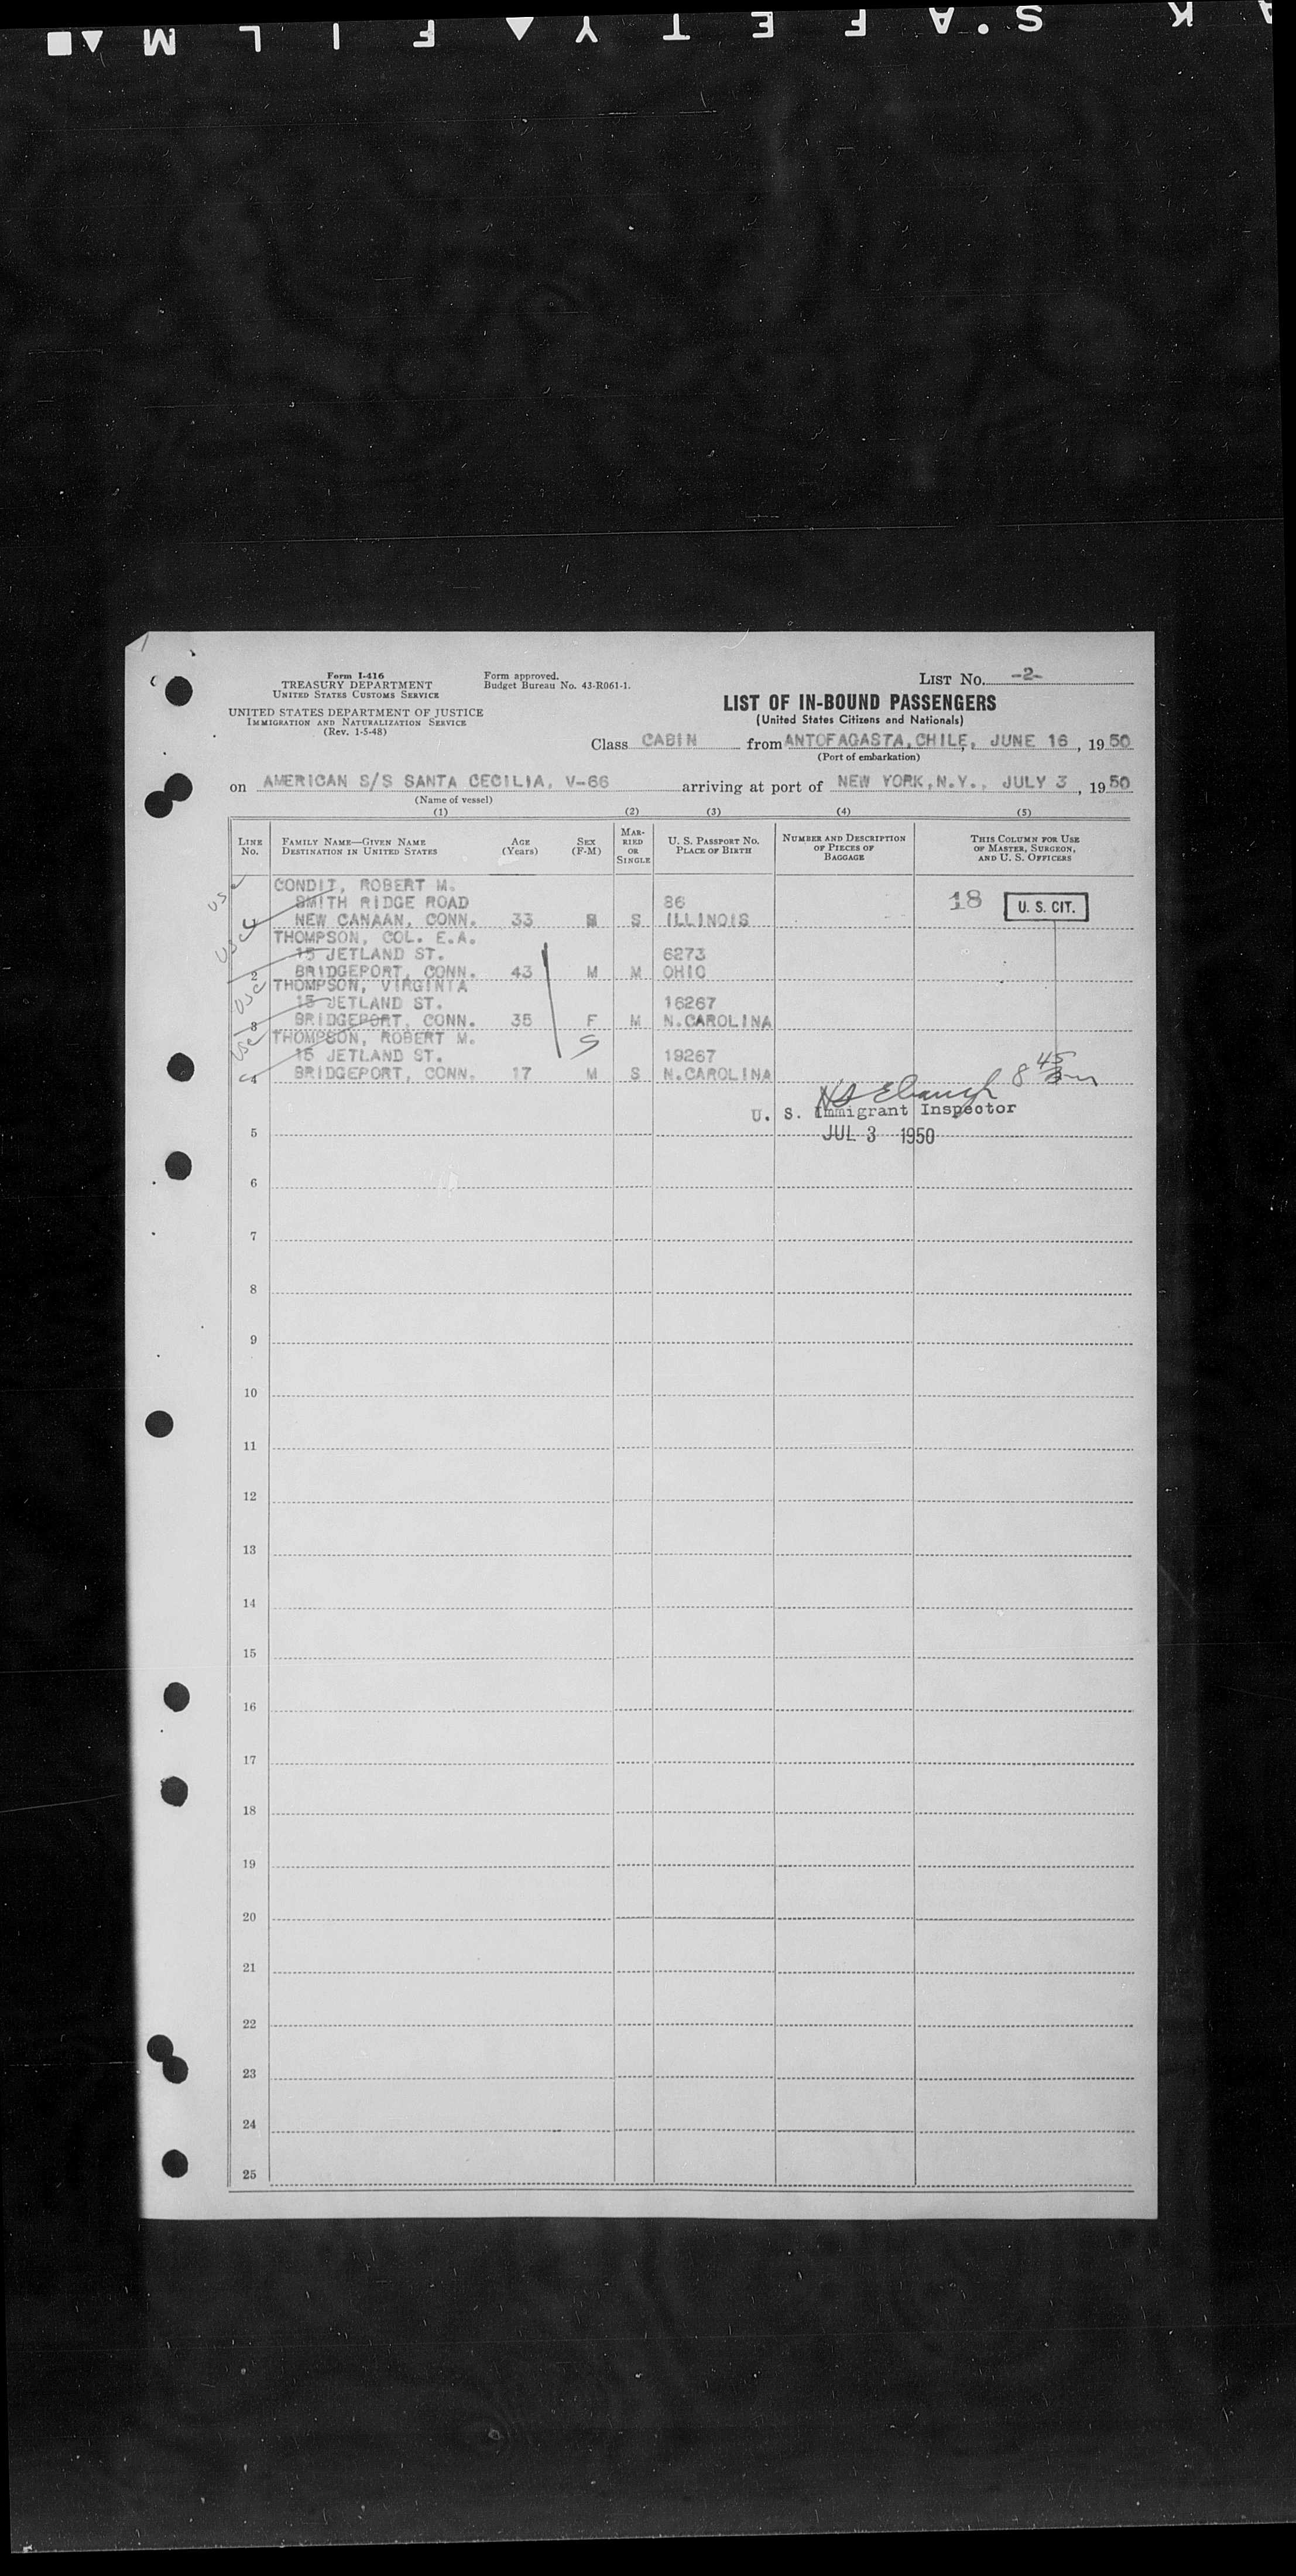 Form I-416
TREASURY DEPARTMENT
UNITED STATES CUSTOMS SERVICE
UNITED STATES DEPARTMENT OF JUSTICE
IMMIGRATION AND NATURALIZATION SERVICE
(Rev. 1-5-48)
Form approved.
Budget Bureau No. 43-R061-1.
LIST No. -2-
LIST OF IN-BOUND PASSENGERS
(United States Citizens and Nationals)
Class CABIN from ANTOFAGASTA, CHILE, JUNE 16, 1950
(Port of embarkation)
on AMERICAN S/S SANTA CECILIA, V-66 arriving at port of NEW YORK, N.Y., JULY 3, 1950
(Name of vessel)
(1) (2) (3) (4) (5)
LINE No. FAMILY NAME—GIVEN NAME DESTINATION IN UNITED STATES AGE (Years) SEX (F-M) MARRIED OR SINGLE U. S. PASSPORT No. PLACE OF BIRTH NUMBER AND DESCRIPTION OF PIECES OF BAGGAGE THIS COLUMN FOR USE OF MASTER, SURGEON, AND U. S. OFFICERS
USC CONDIT, ROBERT M.
SMITH RIDGE ROAD 86 18 U. S. CIT.
NEW CANAAN, CONN. 33 S ILLINOIS
USC THOMPSON, COL. E.A.
15 JETLAND ST. 6273
2 BRIDGEPORT, CONN. 43 M M OHIO
USC THOMPSON, VIRGINIA
15 JETLAND ST. 16267
3 BRIDGEPORT, CONN. 35 F M N.CAROLINA
USC THOMPSON, ROBERT M. S
15 JETLAND ST. 19267
4 BRIDGEPORT, CONN. 17 M S N.CAROLINA 8 45
U. S. Immigrant Inspector
JUL 3 1950
5
6
7
8
9
10
11
12
13
14
15
16
17
18
19
20
21
22
23
24
25